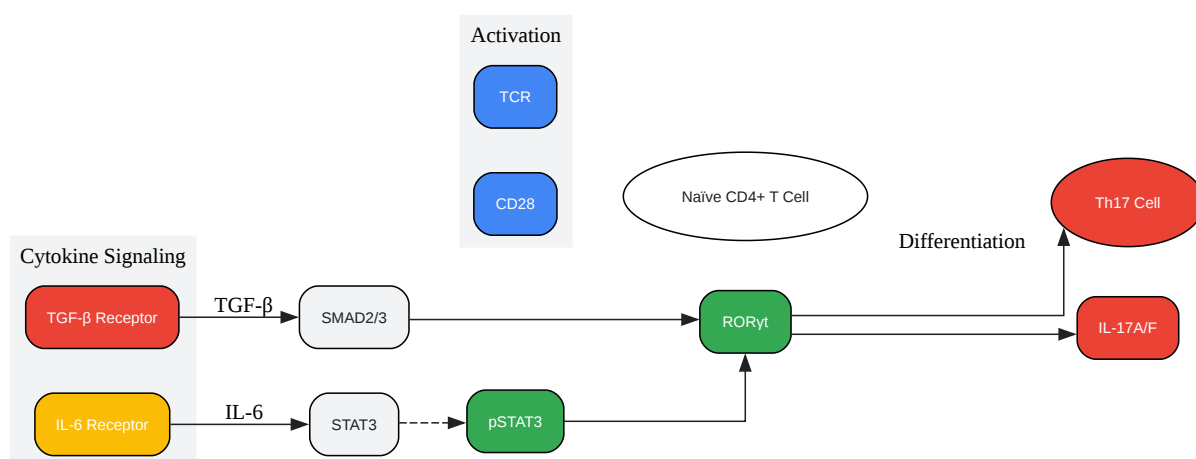 Activation
TCR
CD28
Naïve CD4+ T Cell
Th17 Cell
Differentiation
Cytokine Signaling
TGF-β Receptor
TGF-β
SMAD2/3
RORγt
IL-17A/F
IL-6 Receptor
IL-6
STAT3
pSTAT3